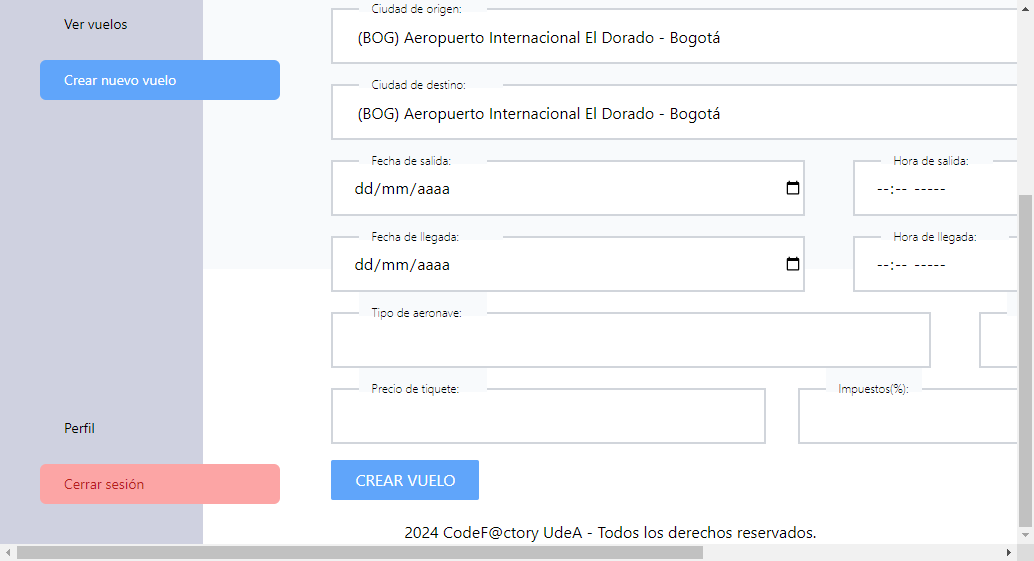 Ver vuelos
Crear nuevo vuelo
Perfil
Cerrar sesión
Ciudad de origen:
(BOG) Aeropuerto Internacional El Dorado - Bogotá
Ciudad de destino:
(BOG) Aeropuerto Internacional El Dorado - Bogotá
Fecha de salida:
dd/mm/aaaa
Hora de salida:
--:-- -----
Fecha de llegada:
dd/mm/aaaa
Hora de llegada:
--:-- -----
Tipo de aeronave:
Precio de tiquete:
Impuestos(%):
CREAR VUELO
2024 CodeF@ctory UdeA - Todos los derechos reservados.